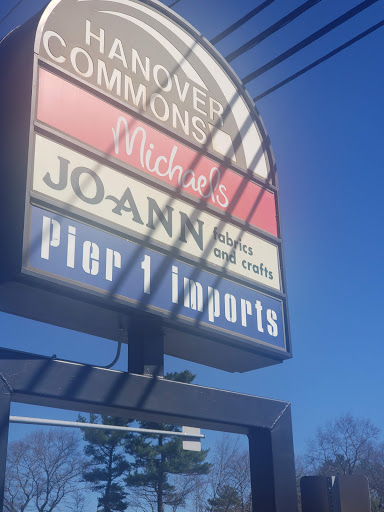 HANOVER
COMMONS
Michaels
JO-ANN fabrics
and crafts
Pier 1 imports